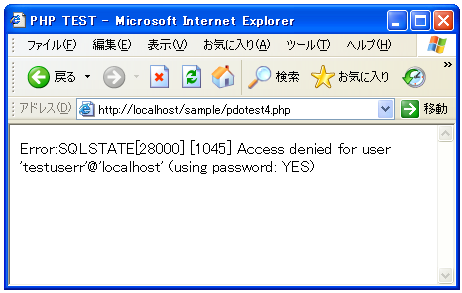 PHP TEST - Microsoft Internet Explorer
ファイル(F) 編集(E) 表示(V) お気に入り(A) ツール(T) ヘルプ(H)
戻る 検索 お気に入り
アドレス(D) http://localhost/sample/pdotest4.php 移動
Error:SQLSTATE[28000] [1045] Access denied for user
'testuserr'@'localhost' (using password: YES)